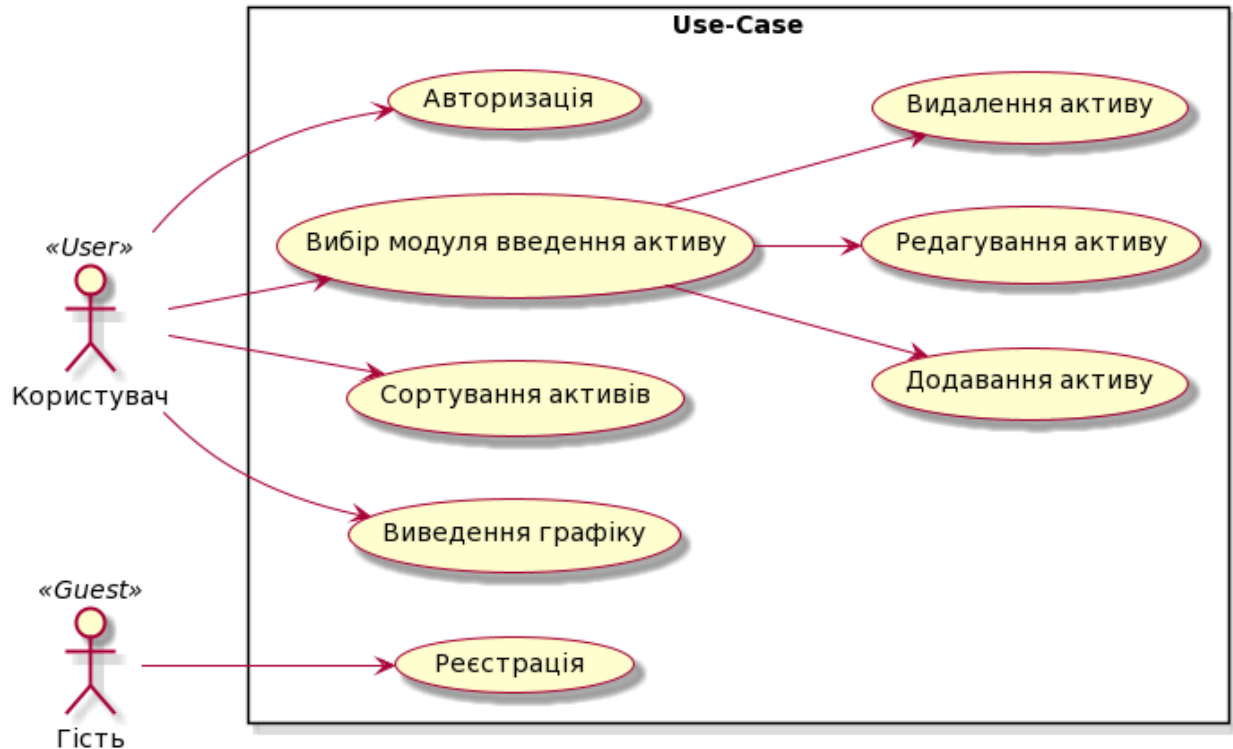 Use-Case
Авторизація
Видалення активу
Вибір модуля введення активу
Редагування активу
«User»
Користувач
Сортування активів
Додавання активу
Виведення графіку
«Guest»
Гість
Реєстрація